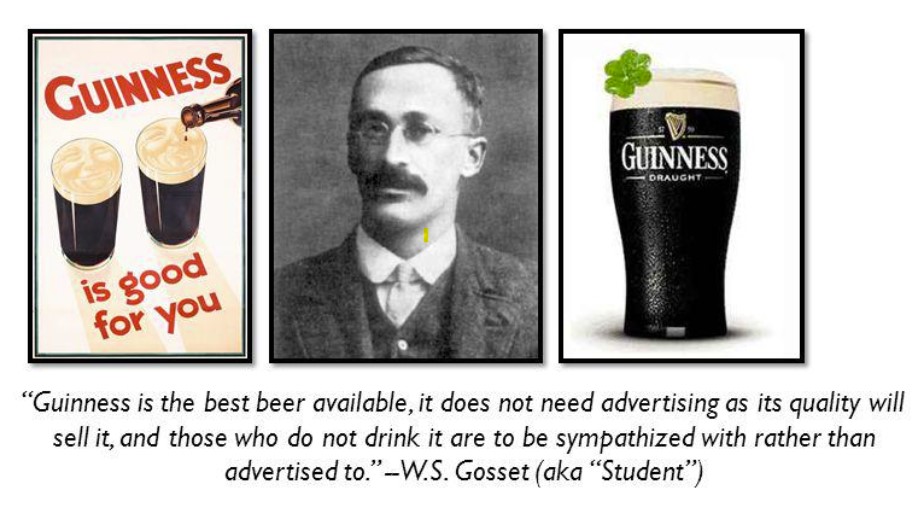 GUINNESS
is good
for you
17 59
GUINNESS
DRAUGHT
“Guinness is the best beer available, it does not need advertising as its quality will
sell it, and those who do not drink it are to be sympathized with rather than
advertised to.” –W.S. Gosset (aka “Student”)